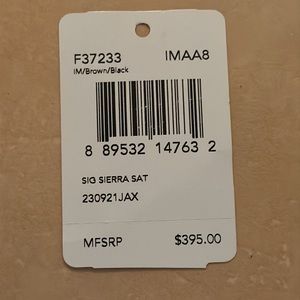 F37233 IMAA8
IM/Brown/Black
8 89532 14763 2
SIG SIERRA SAT
230921JAX
MFSRP $395.00